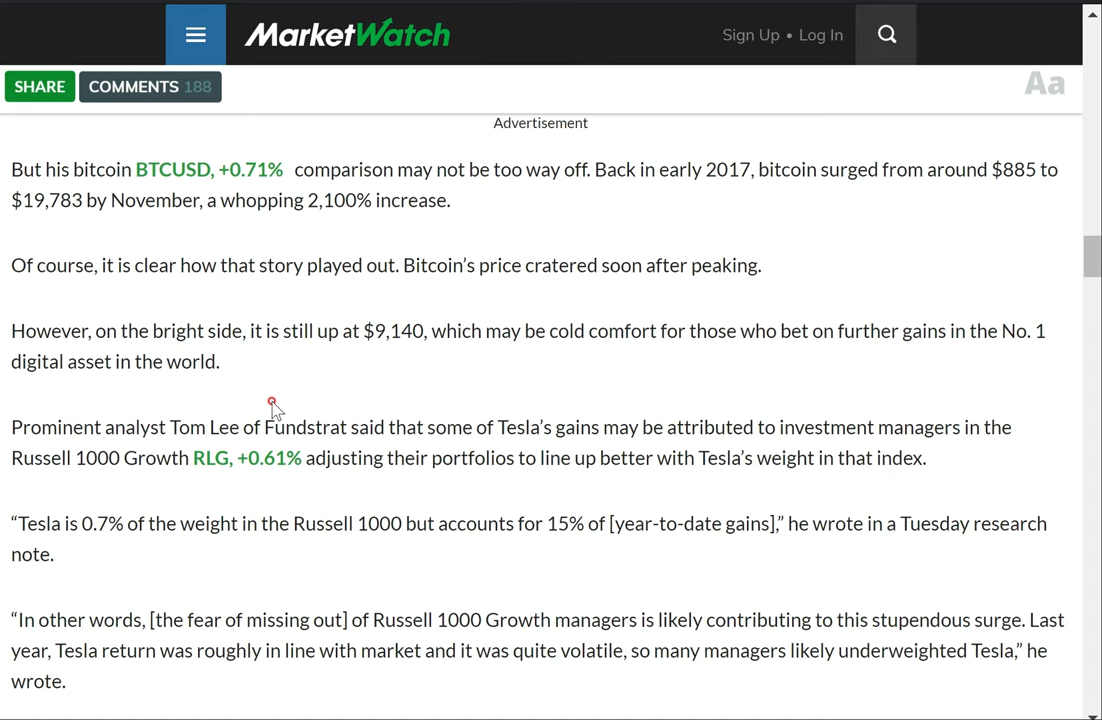 MarketWatch
Sign Up • Log In
SHARE
COMMENTS 188
Aa
Advertisement
But his bitcoin BTCUSD, +0.71% comparison may not be too way off. Back in early 2017, bitcoin surged from around $885 to
$19,783 by November, a whopping 2,100% increase.
Of course, it is clear how that story played out. Bitcoin’s price cratered soon after peaking.
However, on the bright side, it is still up at $9,140, which may be cold comfort for those who bet on further gains in the No. 1
digital asset in the world.
Prominent analyst Tom Lee of Fundstrat said that some of Tesla’s gains may be attributed to investment managers in the
Russell 1000 Growth RLG, +0.61% adjusting their portfolios to line up better with Tesla’s weight in that index.
“Tesla is 0.7% of the weight in the Russell 1000 but accounts for 15% of [year-to-date gains],” he wrote in a Tuesday research
note.
“In other words, [the fear of missing out] of Russell 1000 Growth managers is likely contributing to this stupendous surge. Last
year, Tesla return was roughly in line with market and it was quite volatile, so many managers likely underweighted Tesla,” he
wrote.